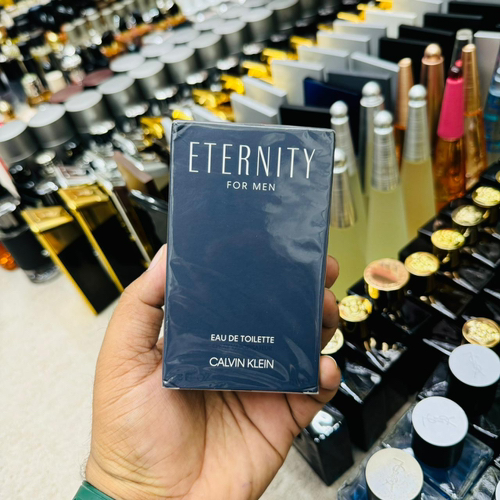 ETERNITY
FOR MEN
EAU DE TOILETTE
CALVIN KLEIN